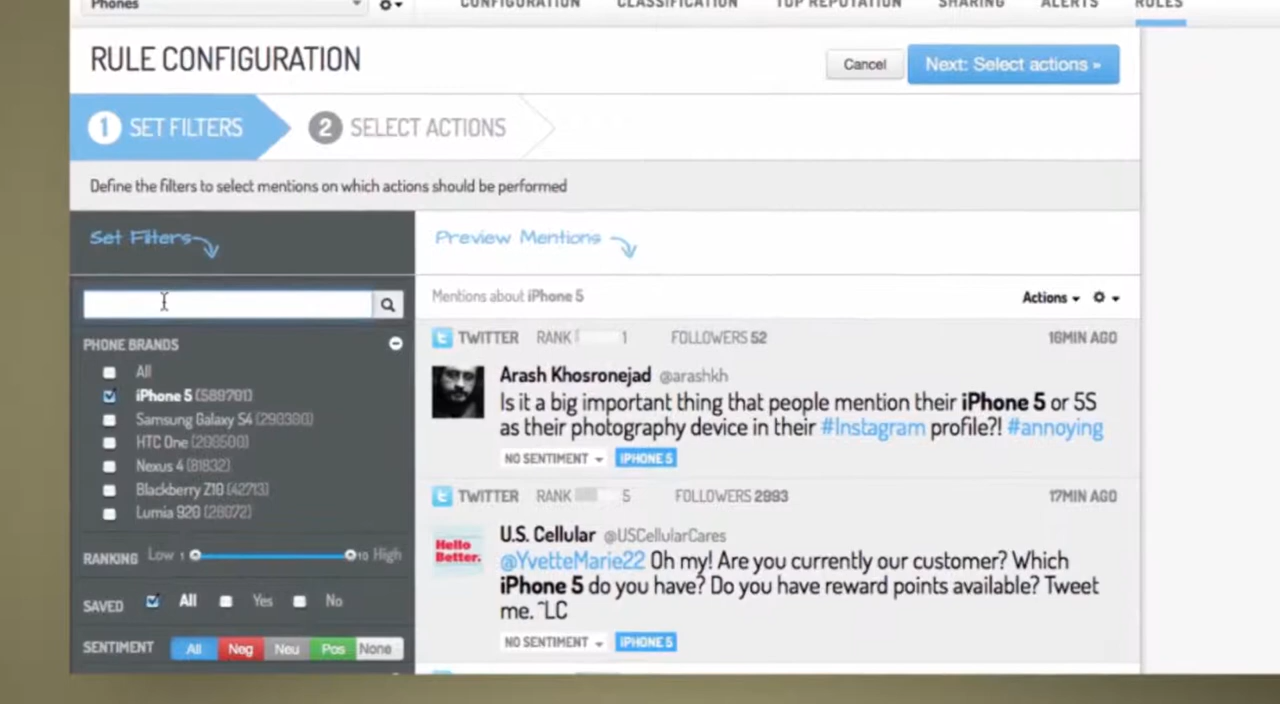 Phones
CONFIGURATION CLASSIFICATION TOP REPUTATION SHARING ALERTS RULES
RULE CONFIGURATION
Cancel
Next: Select actions »
1 SET FILTERS
2 SELECT ACTIONS
Define the filters to select mentions on which actions should be performed
Set Filters
Preview Mentions
Mentions about iPhone 5
Actions
PHONE BRANDS
All
iPhone 5 (589791)
Samsung Galaxy S4
HTC One
Nexus 4 (81832)
Blackberry Z10 (42713)
Lumia 920 (28072)
RANKING Low 1 10 High
SAVED All Yes No
SENTIMENT All Neg Neu Pos None
TWITTER RANK 1 FOLLOWERS 52 16MIN AGO
Arash Khosronejad @arashkh
Is it a big important thing that people mention their iPhone 5 or 5S
as their photography device in their #Instagram profile?! #annoying
NO SENTIMENT IPHONE 5
TWITTER RANK 5 FOLLOWERS 2993 17MIN AGO
Hello
Better.
U.S. Cellular @USCellularCares
@YvetteMarie22 Oh my! Are you currently our customer? Which
iPhone 5 do you have? Do you have reward points available? Tweet
me. ~LC
NO SENTIMENT IPHONE 5